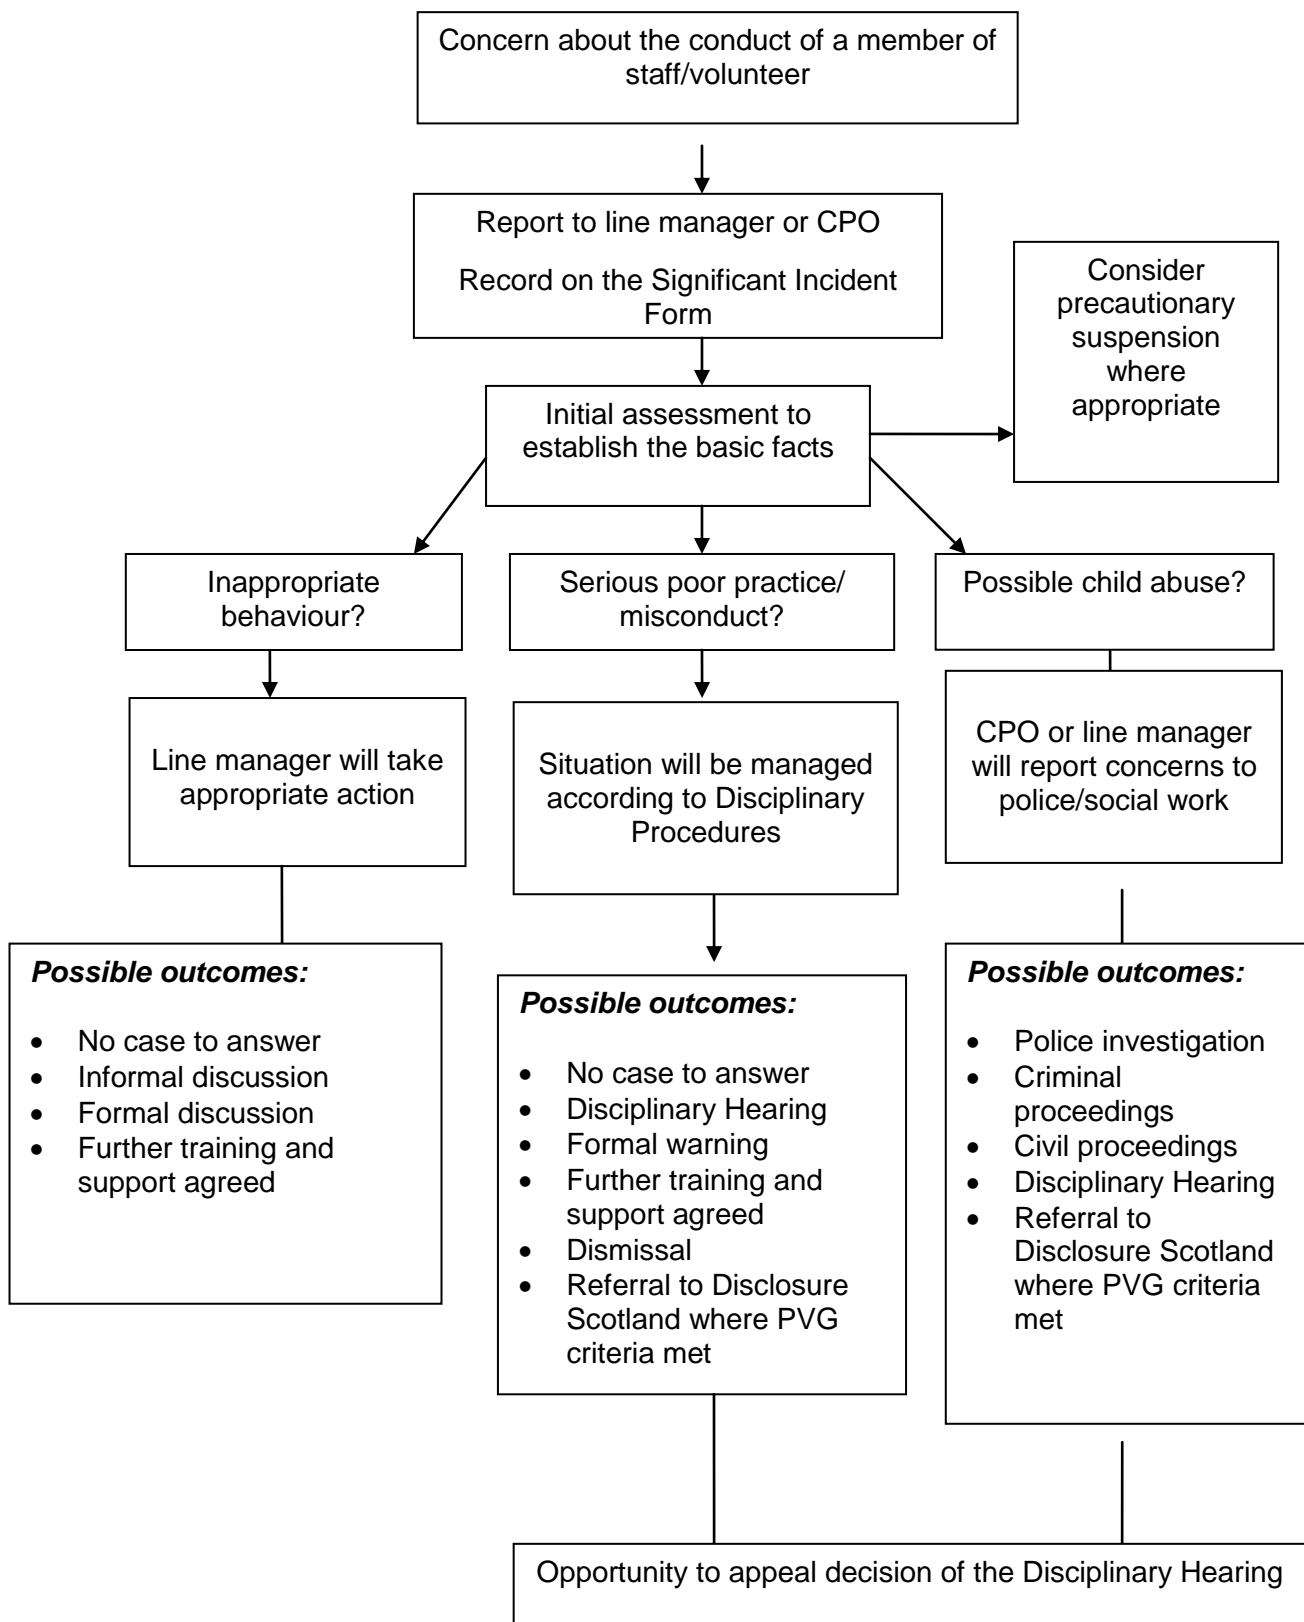 Concern about the conduct of a member of
staff/volunteer
Report to line manager or CPO
Record on the Significant Incident
Form
Consider
precautionary
suspension
where
appropriate
Initial assessment to
establish the basic facts
Inappropriate
behaviour?
Serious poor practice/
misconduct?
Possible child abuse?
Line manager will take
appropriate action
Situation will be managed
according to Disciplinary
Procedures
CPO or line manager
will report concerns to
police/social work
Possible outcomes:
• No case to answer
• Informal discussion
• Formal discussion
• Further training and
support agreed
Possible outcomes:
• No case to answer
• Disciplinary Hearing
• Formal warning
• Further training and
support agreed
• Dismissal
• Referral to Disclosure
Scotland where PVG
criteria met
Possible outcomes:
• Police investigation
• Criminal
proceedings
• Civil proceedings
• Disciplinary Hearing
• Referral to
Disclosure Scotland
where PVG criteria
met
Opportunity to appeal decision of the Disciplinary Hearing